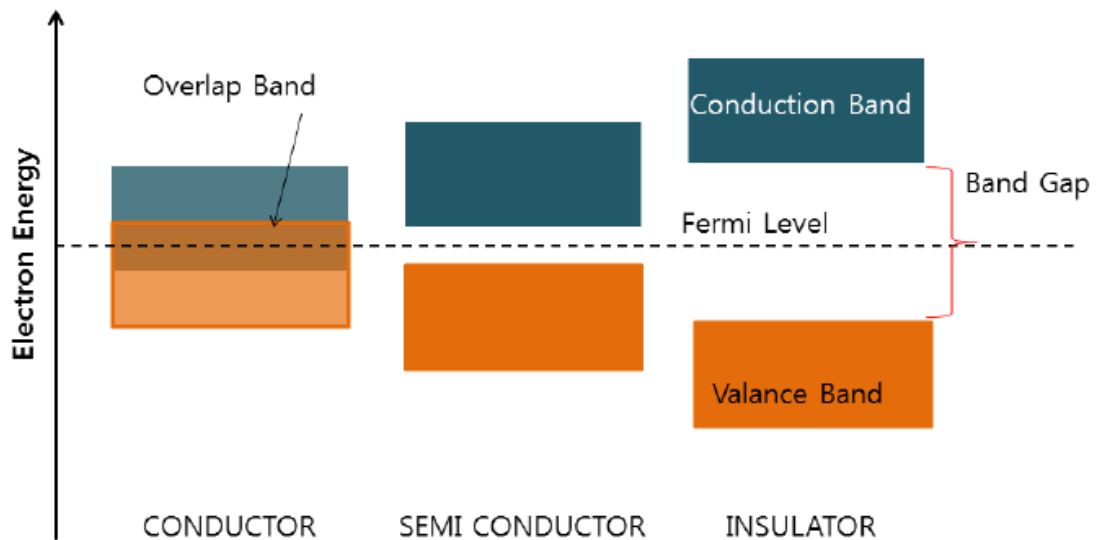 Overlap Band
Conduction Band
Band Gap
Fermi Level
Electron Energy
Valance Band
CONDUCTOR
SEMI CONDUCTOR
INSULATOR